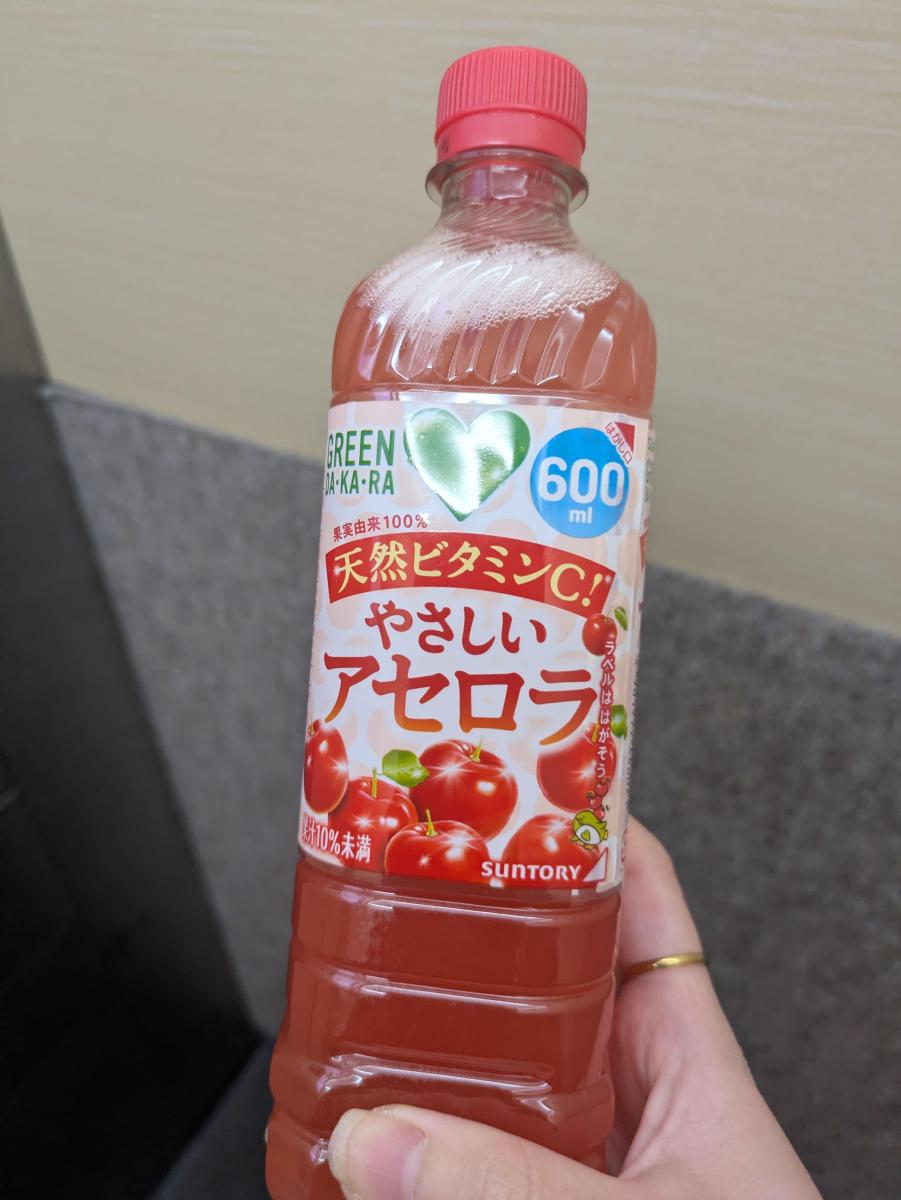 GREEN
DA・KA・RA
600
ml
はがし口
果実由来100%
天然ビタミンC!
やさしい
アセロラ
ラベルはがそう
果汁10%未満
SUNTORY